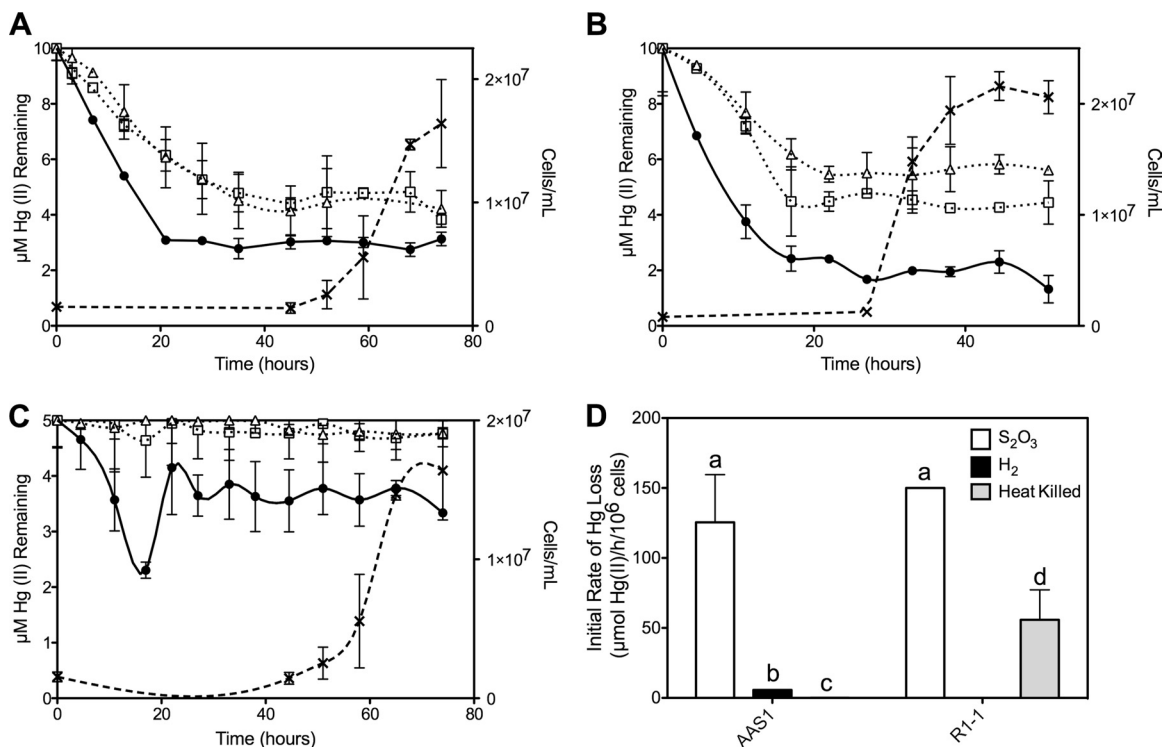 A
10
8
6
4
2
0
µM Hg (II) Remaining
2×10⁷
1×10⁷
0
Cells/mL
0 20 40 60 80
Time (hours)
B
10
8
6
4
2
0
µM Hg (II) Remaining
2×10⁷
1×10⁷
0
Cells/mL
0 20 40
Time (hours)
C
5
4
3
2
1
0
µM Hg (II) Remaining
2×10⁷
1×10⁷
0
Cells/mL
0 20 40 60 80
Time (hours)
D
200
150
100
50
0
Initial Rate of Hg Loss
(µmol Hg(II)/h/10⁶ cells)
S₂O₃
H₂
Heat Killed
a
b
c
a
d
AAS1
R1-1